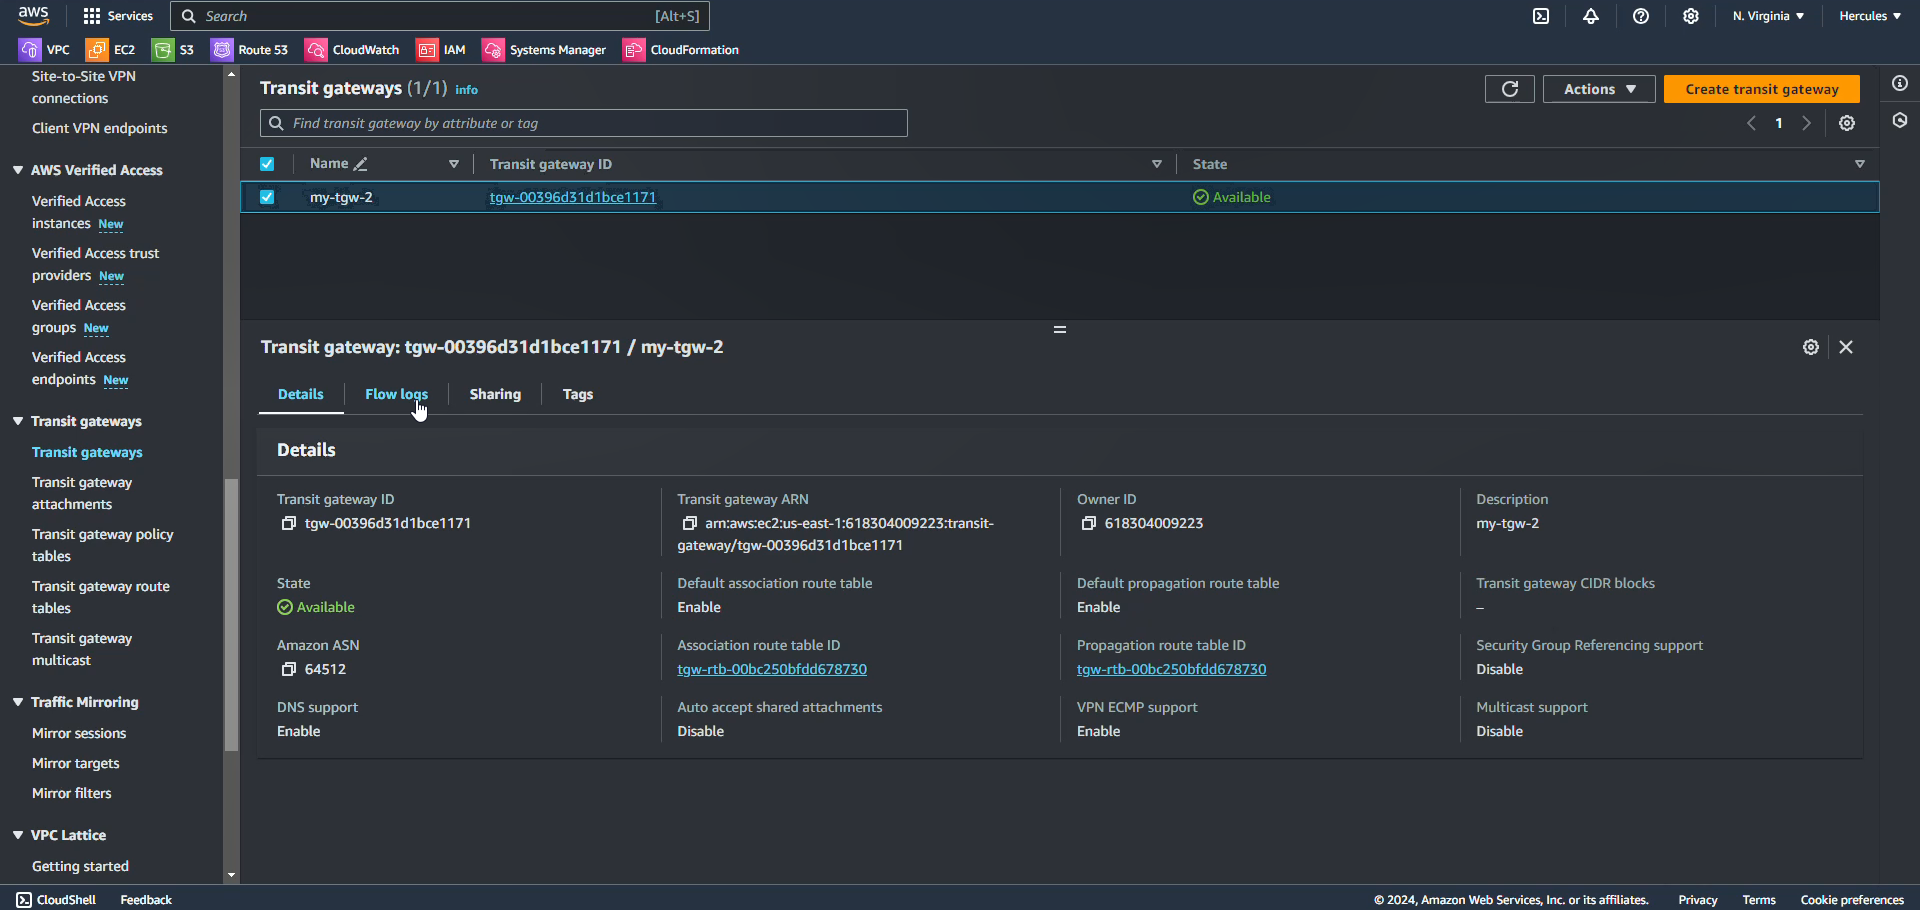 aws Services Search [Alt+S] N. Virginia Hercules
VPC EC2 S3 Route 53 CloudWatch IAM Systems Manager CloudFormation
Site-to-Site VPN
connections
Client VPN endpoints
AWS Verified Access
Verified Access
instances New
Verified Access trust
providers New
Verified Access
groups New
Verified Access
endpoints New
Transit gateways
Transit gateways
Transit gateway
attachments
Transit gateway policy
tables
Transit gateway route
tables
Transit gateway
multicast
Traffic Mirroring
Mirror sessions
Mirror targets
Mirror filters
VPC Lattice
Getting started
Transit gateways (1/1) info
Actions Create transit gateway
Find transit gateway by attribute or tag
1
Name Transit gateway ID State
my-tgw-2 tgw-00396d31d1bce1171 Available
Transit gateway: tgw-00396d31d1bce1171 / my-tgw-2
Details Flow logs Sharing Tags
Details
Transit gateway ID
tgw-00396d31d1bce1171
Transit gateway ARN
arn:aws:ec2:us-east-1:618304009223:transit-
gateway/tgw-00396d31d1bce1171
Owner ID
618304009223
Description
my-tgw-2
State
Available
Default association route table
Enable
Default propagation route table
Enable
Transit gateway CIDR blocks
–
Amazon ASN
64512
Association route table ID
tgw-rtb-00bc250bfdd678730
Propagation route table ID
tgw-rtb-00bc250bfdd678730
Security Group Referencing support
Disable
DNS support
Enable
Auto accept shared attachments
Disable
VPN ECMP support
Enable
Multicast support
Disable
CloudShell Feedback © 2024, Amazon Web Services, Inc. or its affiliates. Privacy Terms Cookie preferences